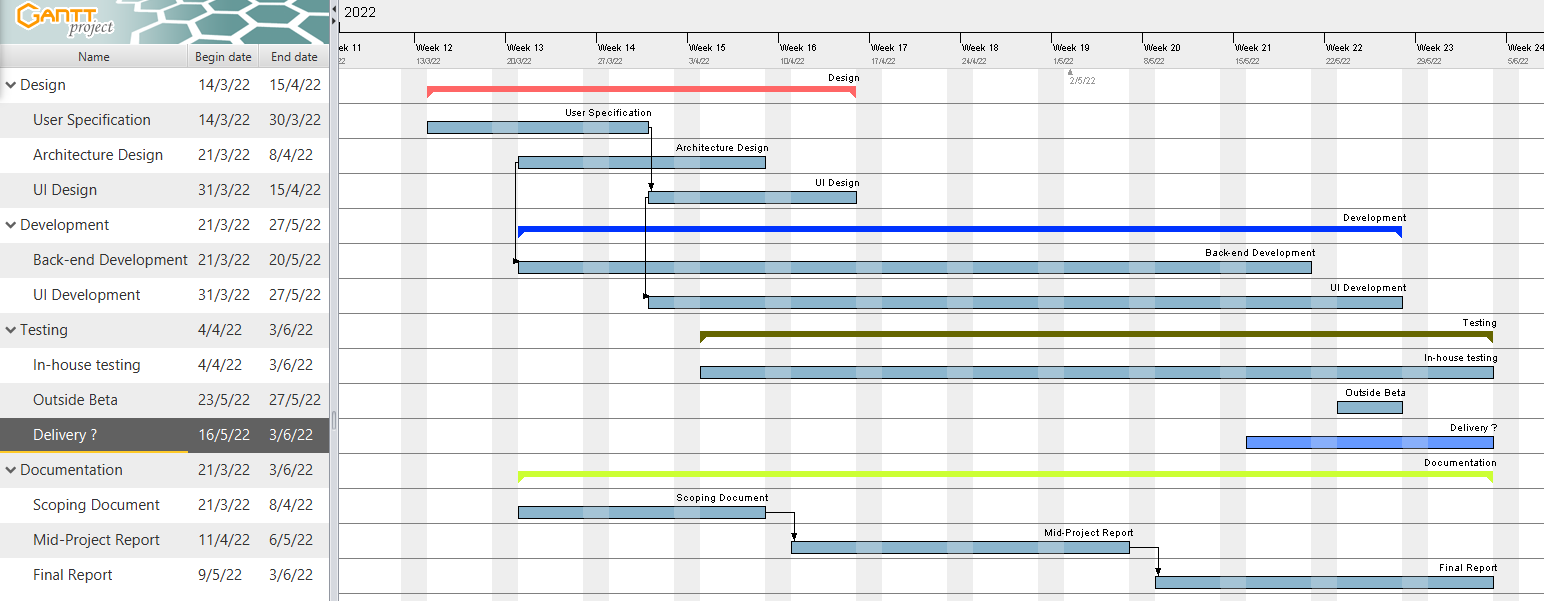 GANTT
project
2022
ek 11 Week 12 Week 13 Week 14 Week 15 Week 16 Week 17 Week 18 Week 19 Week 20 Week 21 Week 22 Week 23 Week 24
22 13/3/22 20/3/22 27/3/22 3/4/22 10/4/22 17/4/22 24/4/22 1/5/22 8/5/22 15/5/22 22/5/22 29/5/22 5/6/22
2/5/22
Name Begin date End date
Design 14/3/22 15/4/22 Design
User Specification 14/3/22 30/3/22 User Specification
Architecture Design 21/3/22 8/4/22 Architecture Design
UI Design 31/3/22 15/4/22 UI Design
Development 21/3/22 27/5/22 Development
Back-end Development 21/3/22 20/5/22 Back-end Development
UI Development 31/3/22 27/5/22 UI Development
Testing 4/4/22 3/6/22 Testing
In-house testing 4/4/22 3/6/22 In-house testing
Outside Beta 23/5/22 27/5/22 Outside Beta
Delivery ? 16/5/22 3/6/22 Delivery ?
Documentation 21/3/22 3/6/22 Documentation
Scoping Document 21/3/22 8/4/22 Scoping Document
Mid-Project Report 11/4/22 6/5/22 Mid-Project Report
Final Report 9/5/22 3/6/22 Final Report